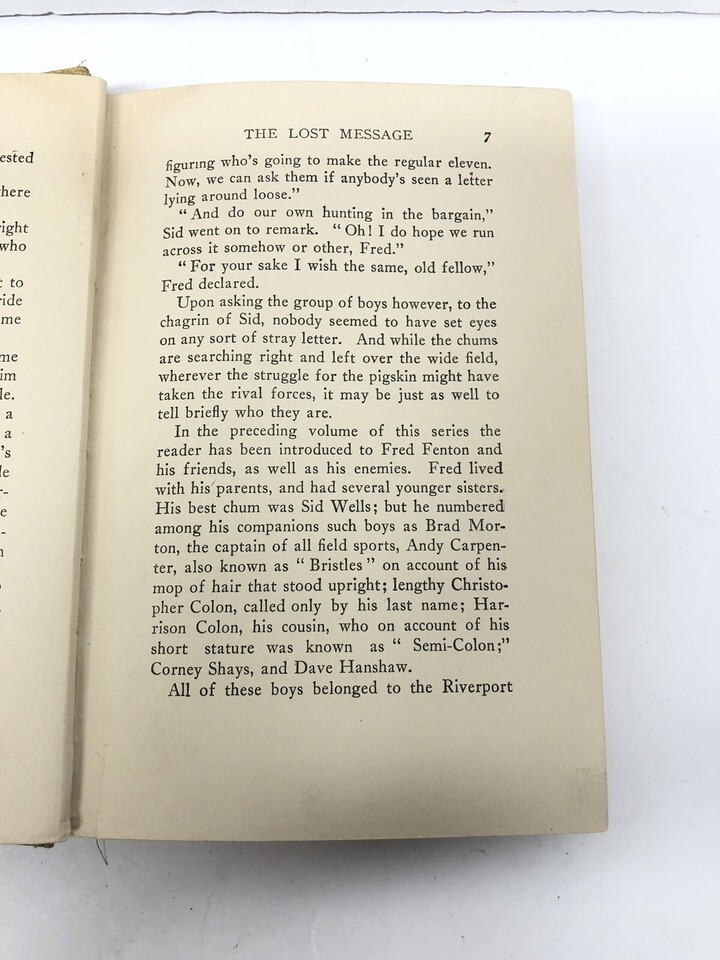 ested
here
ight
who
to
ride
me
me
im
le.
a
a
's
le
r-
e
-
THE LOST MESSAGE 7
figuring who's going to make the regular eleven.
Now, we can ask them if anybody's seen a letter
lying around loose."
"And do our own hunting in the bargain,"
Sid went on to remark. "Oh! I do hope we run
across it somehow or other, Fred."
"For your sake I wish the same, old fellow,"
Fred declared.
Upon asking the group of boys however, to the
chagrin of Sid, nobody seemed to have set eyes
on any sort of stray letter. And while the chums
are searching right and left over the wide field,
wherever the struggle for the pigskin might have
taken the rival forces, it may be just as well to
tell briefly who they are.
In the preceding volume of this series the
reader has been introduced to Fred Fenton and
his friends, as well as his enemies. Fred lived
with his parents, and had several younger sisters.
His best chum was Sid Wells; but he numbered
among his companions such boys as Brad Mor-
ton, the captain of all field sports, Andy Carpen-
ter, also known as "Bristles" on account of his
mop of hair that stood upright; lengthy Christo-
pher Colon, called only by his last name; Har-
rison Colon, his cousin, who on account of his
short stature was known as "Semi-Colon;"
Corney Shays, and Dave Hanshaw.
All of these boys belonged to the Riverport